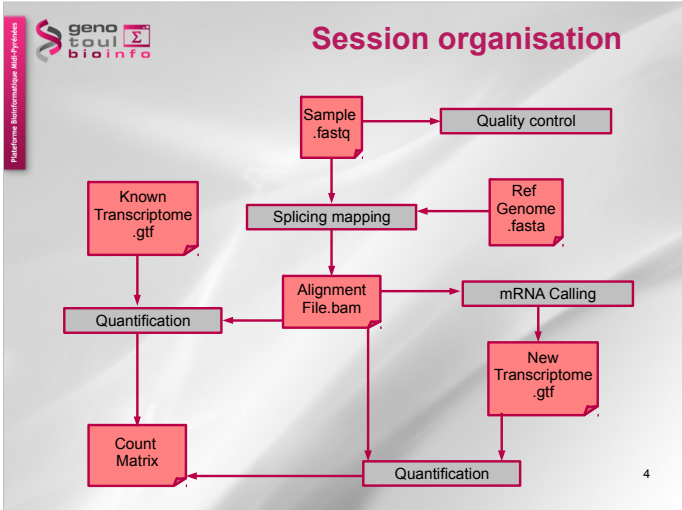 Plateforme Bioinformatique Midi-Pyrénées
geno
toul
bioinfo
Σ
Session organisation
Sample
.fastq
Quality control
Known
Transcriptome
.gtf
Splicing mapping
Ref
Genome
.fasta
Alignment
File.bam
mRNA Calling
Quantification
New
Transcriptome
.gtf
Count
Matrix
Quantification
4